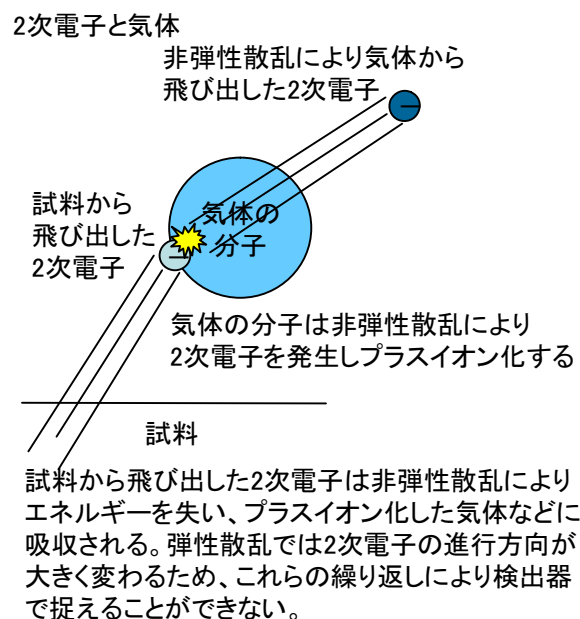 2次電子と気体
非弾性散乱により気体から
飛び出した2次電子
試料から
飛び出した
2次電子
気体の
分子
気体の分子は非弾性散乱により
2次電子を発生しプラスイオン化する
試料
試料から飛び出した2次電子は非弾性散乱により
エネルギーを失い、プラスイオン化した気体などに
吸収される。弾性散乱では2次電子の進行方向が
大きく変わるため、これらの繰り返しにより検出器
で捉えることができない。